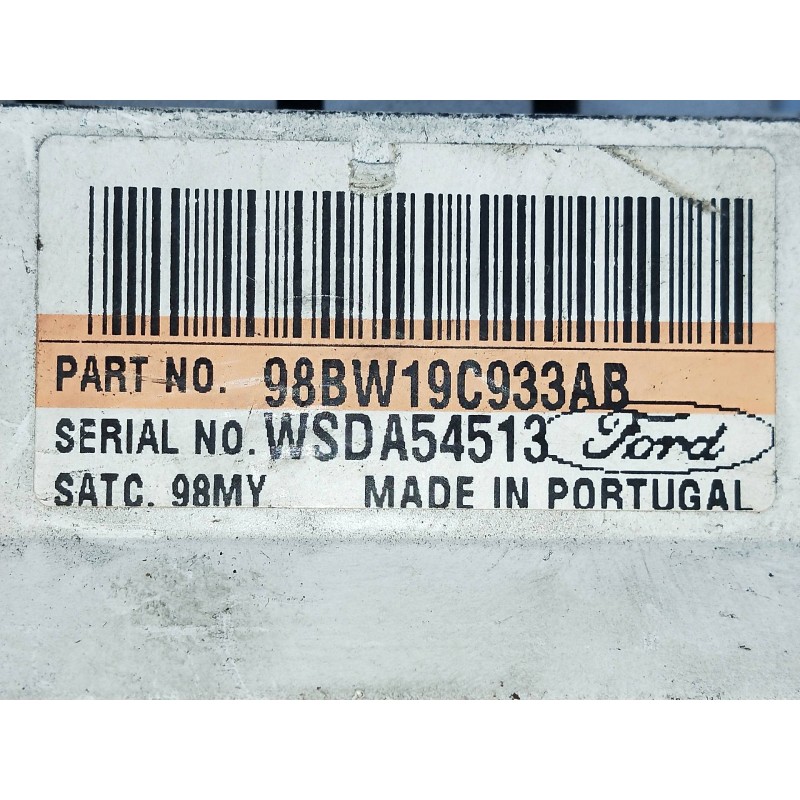 PART NO. 98BW19C933AB
SERIAL NO. WSDA54513 Ford
SATC. 98MY MADE IN PORTUGAL